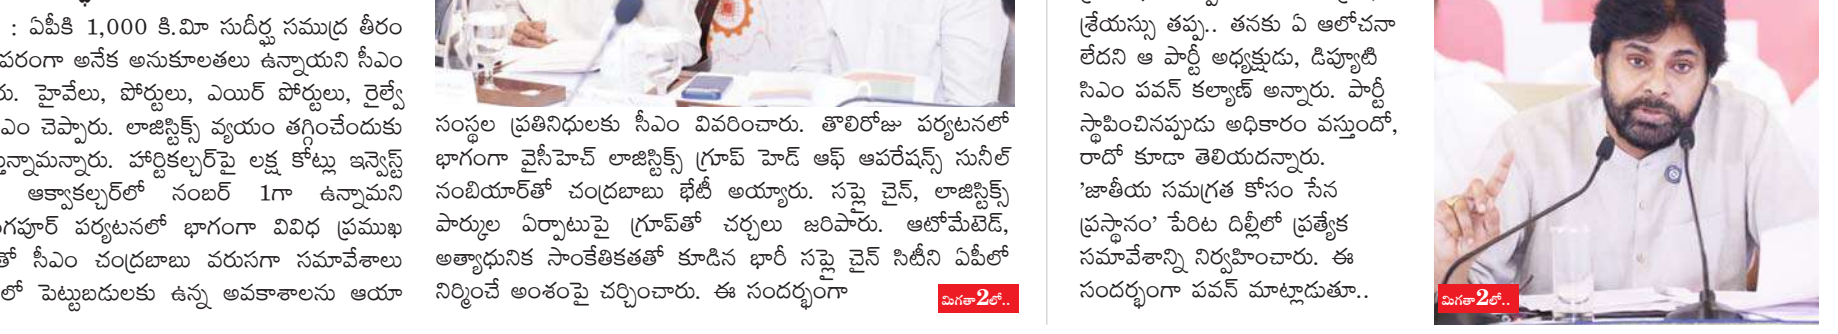 : ఏపీకి 1,000 కి.మీ సుదీర్ఘ సముద్ర తీరం
పరంగా అనేక అనుకూలతలు ఉన్నాయని సీఎం
రు. హైవేలు, పోర్టులు, ఎయిర్ పోర్టులు, రైల్వే
ఎం చెప్పారు. లాజిస్టిక్స్ వ్యయం తగ్గించేందుకు
న్నామన్నారు. హార్టికల్చర్‌పై లక్ష కోట్లు ఇన్వెస్ట్
ఆక్వాకల్చర్‌లో నంబర్ 1గా ఉన్నామని
గపూర్ పర్యటనలో భాగంగా వివిధ ప్రముఖ
తో సీఎం చంద్రబాబు వరుసగా సమావేశాలు
లో పెట్టుబడులకు ఉన్న అవకాశాలను ఆయా
సంస్థల ప్రతినిధులకు సీఎం వివరించారు. తొలిరోజు పర్యటనలో
భాగంగా వైసీహెచ్ లాజిస్టిక్స్ గ్రూప్ హెడ్ ఆఫ్ ఆపరేషన్స్ సునీల్
నంబియార్‌తో చంద్రబాబు భేటీ అయ్యారు. సప్లై చైన్, లాజిస్టిక్స్
పార్కుల ఏర్పాటుపై గ్రూప్‌తో చర్చలు జరిపారు. ఆటోమేటెడ్,
అత్యాధునిక సాంకేతికతతో కూడిన భారీ సప్లై చైన్ సిటీని ఏపీలో
నిర్మించే అంశంపై చర్చించారు. ఈ సందర్భంగా
మిగతా2లో..
శ్రేయస్సు తప్ప.. తనకు ఏ ఆలోచనా
లేదని ఆ పార్టీ అధ్యక్షుడు, డిప్యూటి
సిఎం పవన్ కల్యాణ్ అన్నారు. పార్టీ
స్థాపించినప్పుడు అధికారం వస్తుందో,
రాదో కూడా తెలియదన్నారు.
'జాతీయ సమగ్రత కోసం సేన
ప్రస్థానం' పేరిట దిల్లీలో ప్రత్యేక
సమావేశాన్ని నిర్వహించారు. ఈ
సందర్భంగా పవన్ మాట్లాడుతూ..
మిగతా2లో..